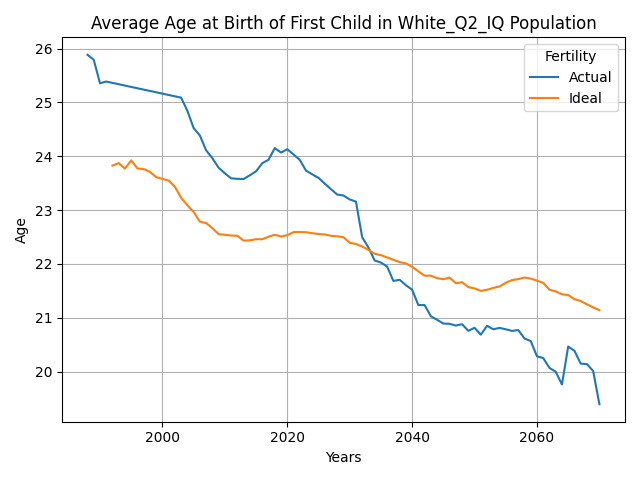 Average Age at Birth of First Child in White_Q2_IQ Population
Fertility
Actual
Ideal
26
25
24
23
22
21
20
Age
2000
2020
2040
2060
Years